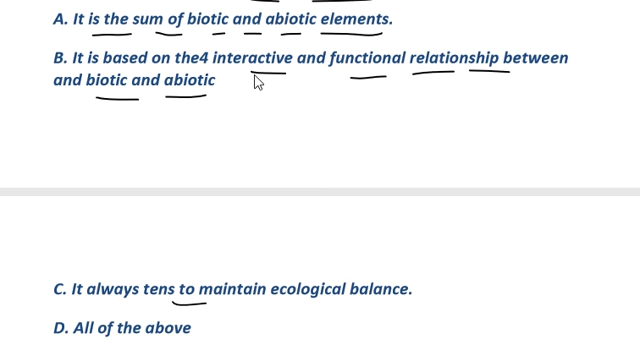 A. It is the sum of biotic and abiotic elements.
B. It is based on the4 interactive and functional relationship between
and biotic and abiotic
C. It always tens to maintain ecological balance.
D. All of the above